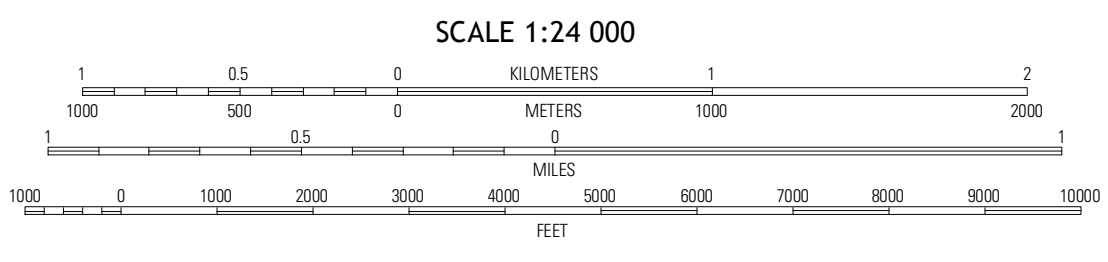 SCALE 1:24 000
1 0.5 0 KILOMETERS 1 2
1000 500 0 METERS 1000 2000
1 0.5 0 1
MILES
1000 0 1000 2000 3000 4000 5000 6000 7000 8000 9000 10000
FEET